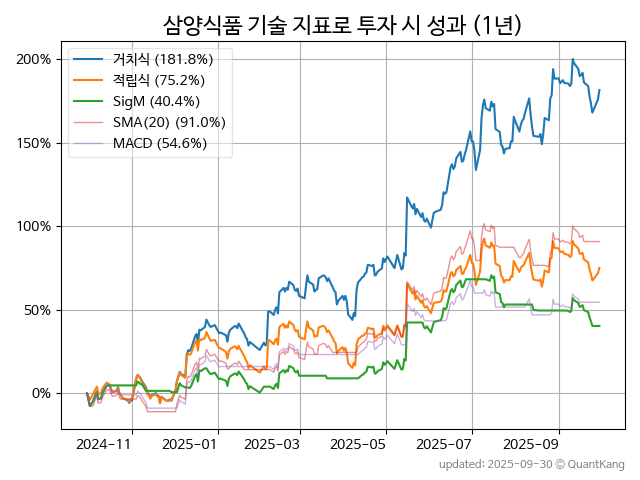 삼양식품 기술 지표로 투자 시 성과 (1년)
거치식 (181.8%)
적립식 (75.2%)
SigM (40.4%)
SMA(20) (91.0%)
MACD (54.6%)
200%
150%
100%
50%
0%
2024-11 2025-01 2025-03 2025-05 2025-07 2025-09
updated: 2025-09-30 © QuantKang